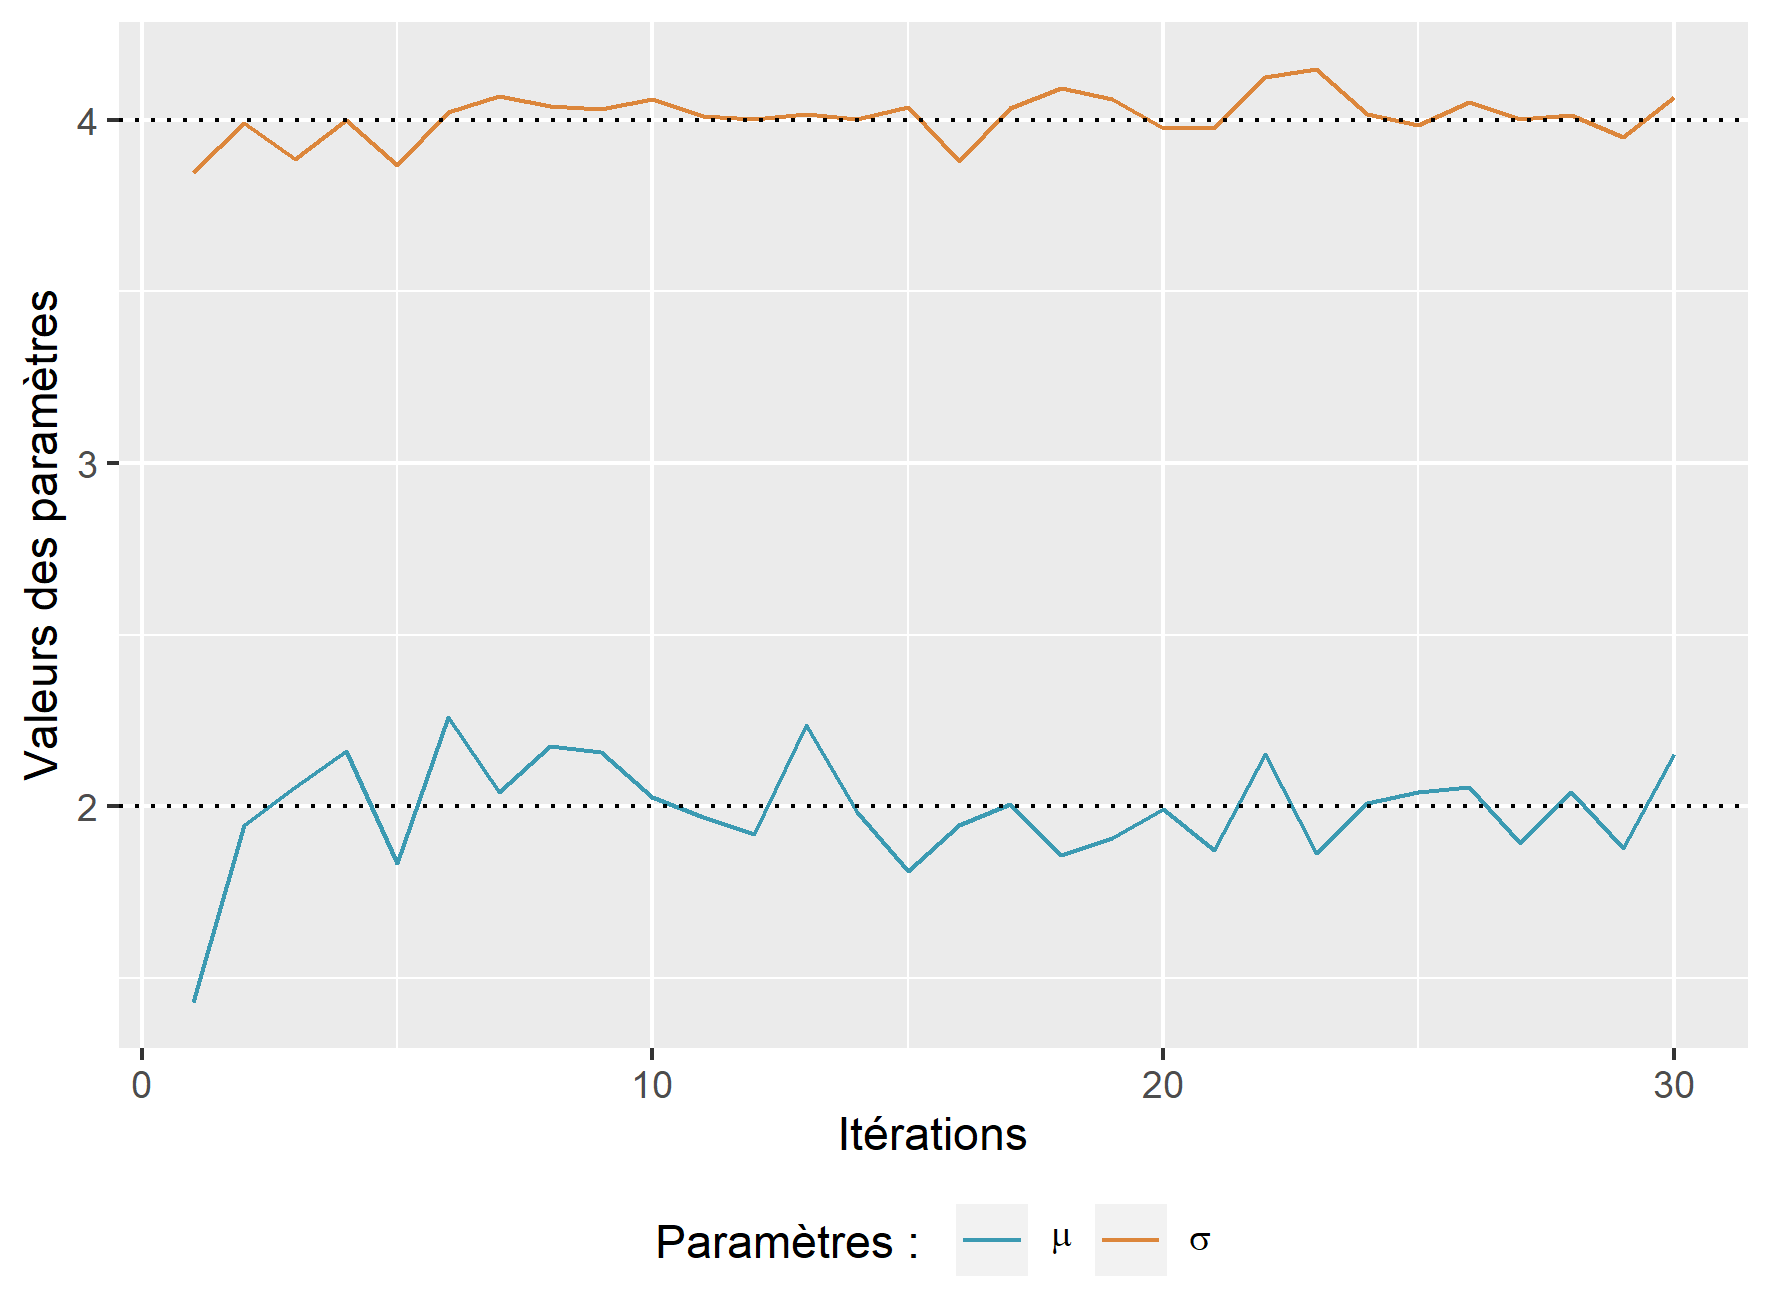 Valeurs des paramètres
4
3
2
0 10 20 30
Itérations
Paramètres : μ σ